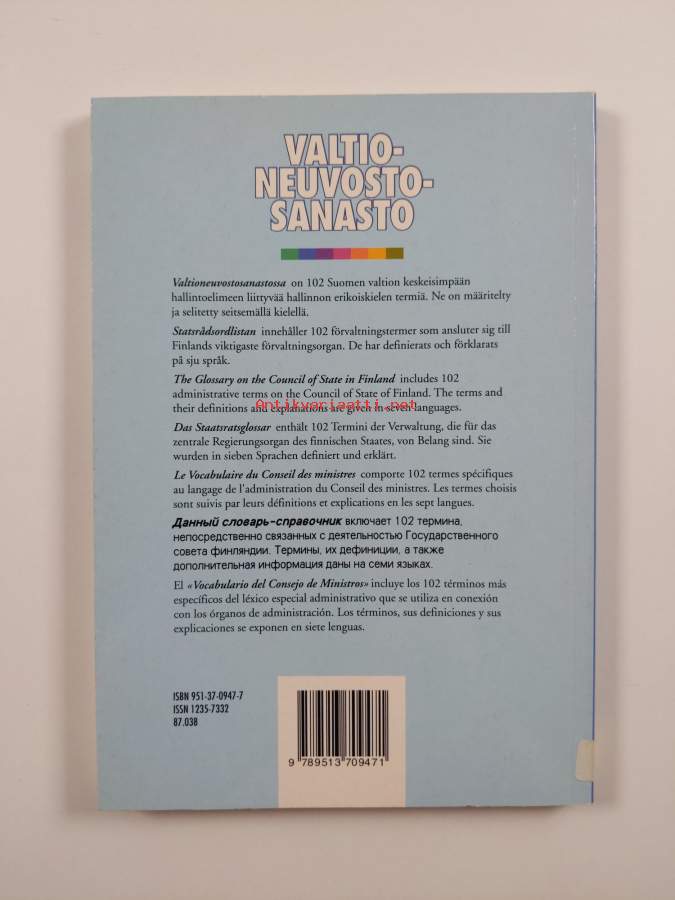 VALTIO-
NEUVOSTO-
SANASTO
Valtioneuvostosanastossa on 102 Suomen valtion keskeisimpään
hallintoelimeen liittyvää hallinnon erikoiskielen termiä. Ne on määritelty
ja selitetty seitsemällä kielellä.
Statsrådsordlistan innehåller 102 förvaltningstermer som ansluter sig till
Finlands viktigaste förvaltningsorgan. De har definierats och förklarats
på sju språk.
The Glossary on the Council of State in Finland includes 102
administrative terms on the Council of State of Finland. The terms and
their definitions and explanations are given in seven languages.
Antikvariaatti.net
Das Staatsratsglossar enthält 102 Termini der Verwaltung, die für das
zentrale Regierungsorgan des finnischen Staates, von Belang sind. Sie
wurden in sieben Sprachen definiert und erklärt.
Le Vocabulaire du Conseil des ministres comporte 102 termes spécifiques
au langage de l'administration du Conseil des ministres. Les termes choisis
sont suivis par leurs définitions et explications en les sept langues.
Данный словарь-справочник включает 102 термина,
непосредственно связанных с деятельностью Государственного
совета финляндии. Термины, их дефиниции, а также
дополнительная информация даны на семи языках.
El «Vocabulario del Consejo de Ministros» incluye los 102 términos más
específicos del léxico especial administrativo que se utiliza en conexión
con los órganos de administración. Los términos, sus definiciones y sus
explicaciones se exponen en siete lenguas.
ISBN 951-37-0947-7
ISSN 1235-7332
87.038
9 789513 709471